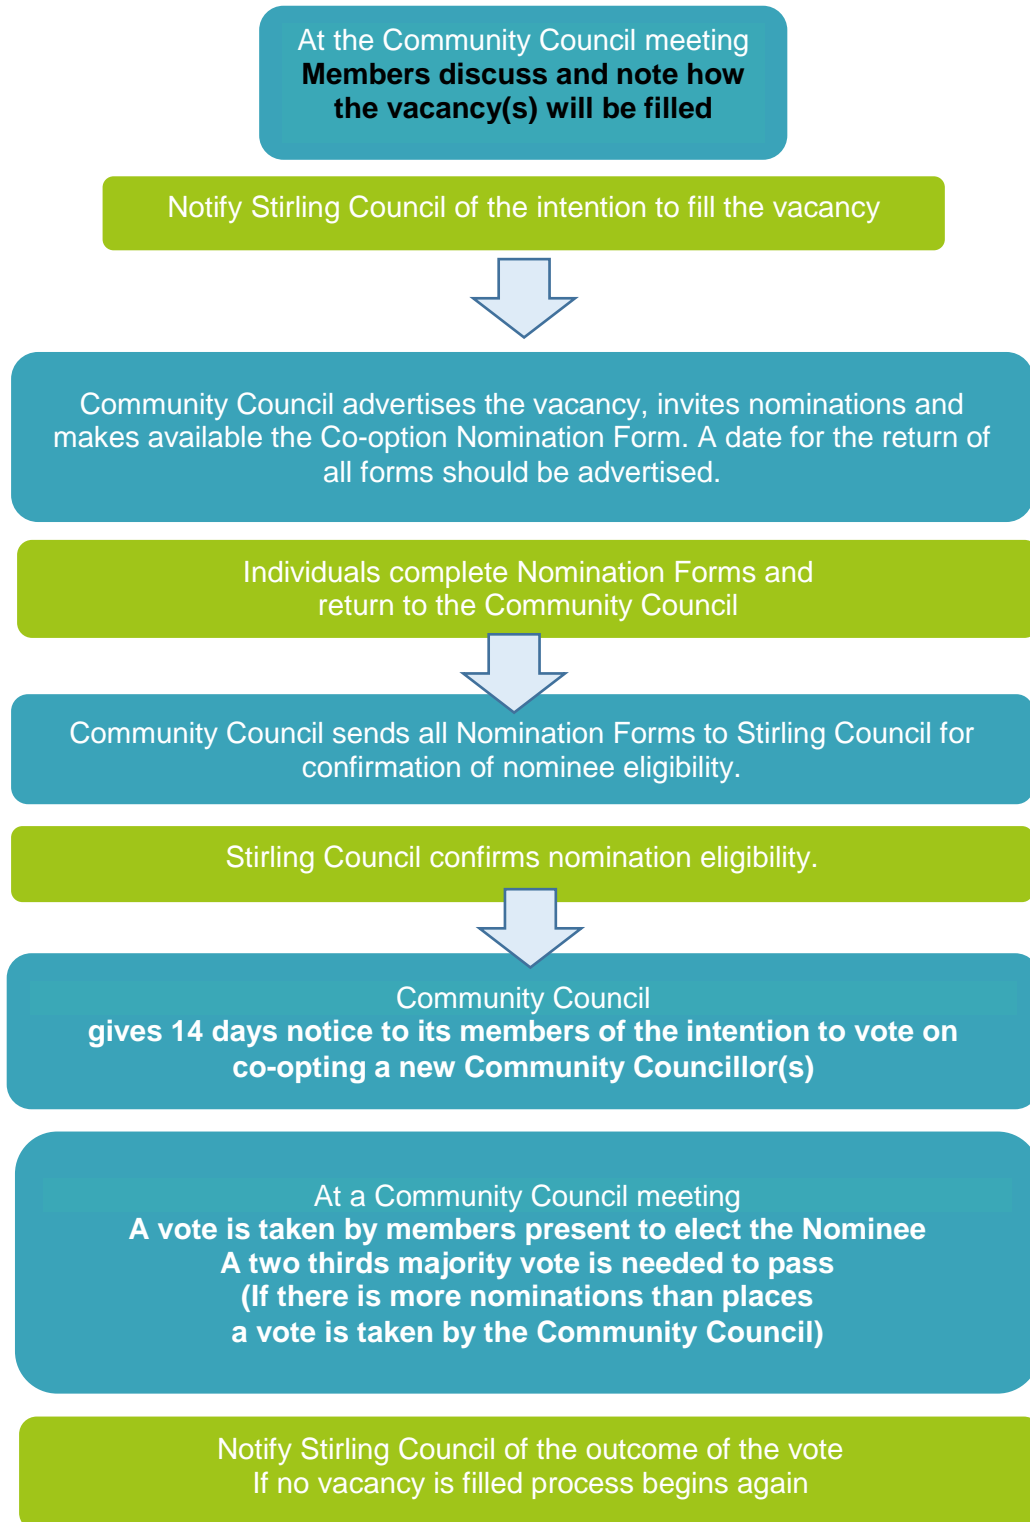 At the Community Council meeting
Members discuss and note how
the vacancy(s) will be filled
Notify Stirling Council of the intention to fill the vacancy
Community Council advertises the vacancy, invites nominations and
makes available the Co-option Nomination Form. A date for the return of
all forms should be advertised.
Individuals complete Nomination Forms and
return to the Community Council
Community Council sends all Nomination Forms to Stirling Council for
confirmation of nominee eligibility.
Stirling Council confirms nomination eligibility.
Community Council
gives 14 days notice to its members of the intention to vote on
co-opting a new Community Councillor(s)
At a Community Council meeting
A vote is taken by members present to elect the Nominee
A two thirds majority vote is needed to pass
(If there is more nominations than places
a vote is taken by the Community Council)
Notify Stirling Council of the outcome of the vote
If no vacancy is filled process begins again